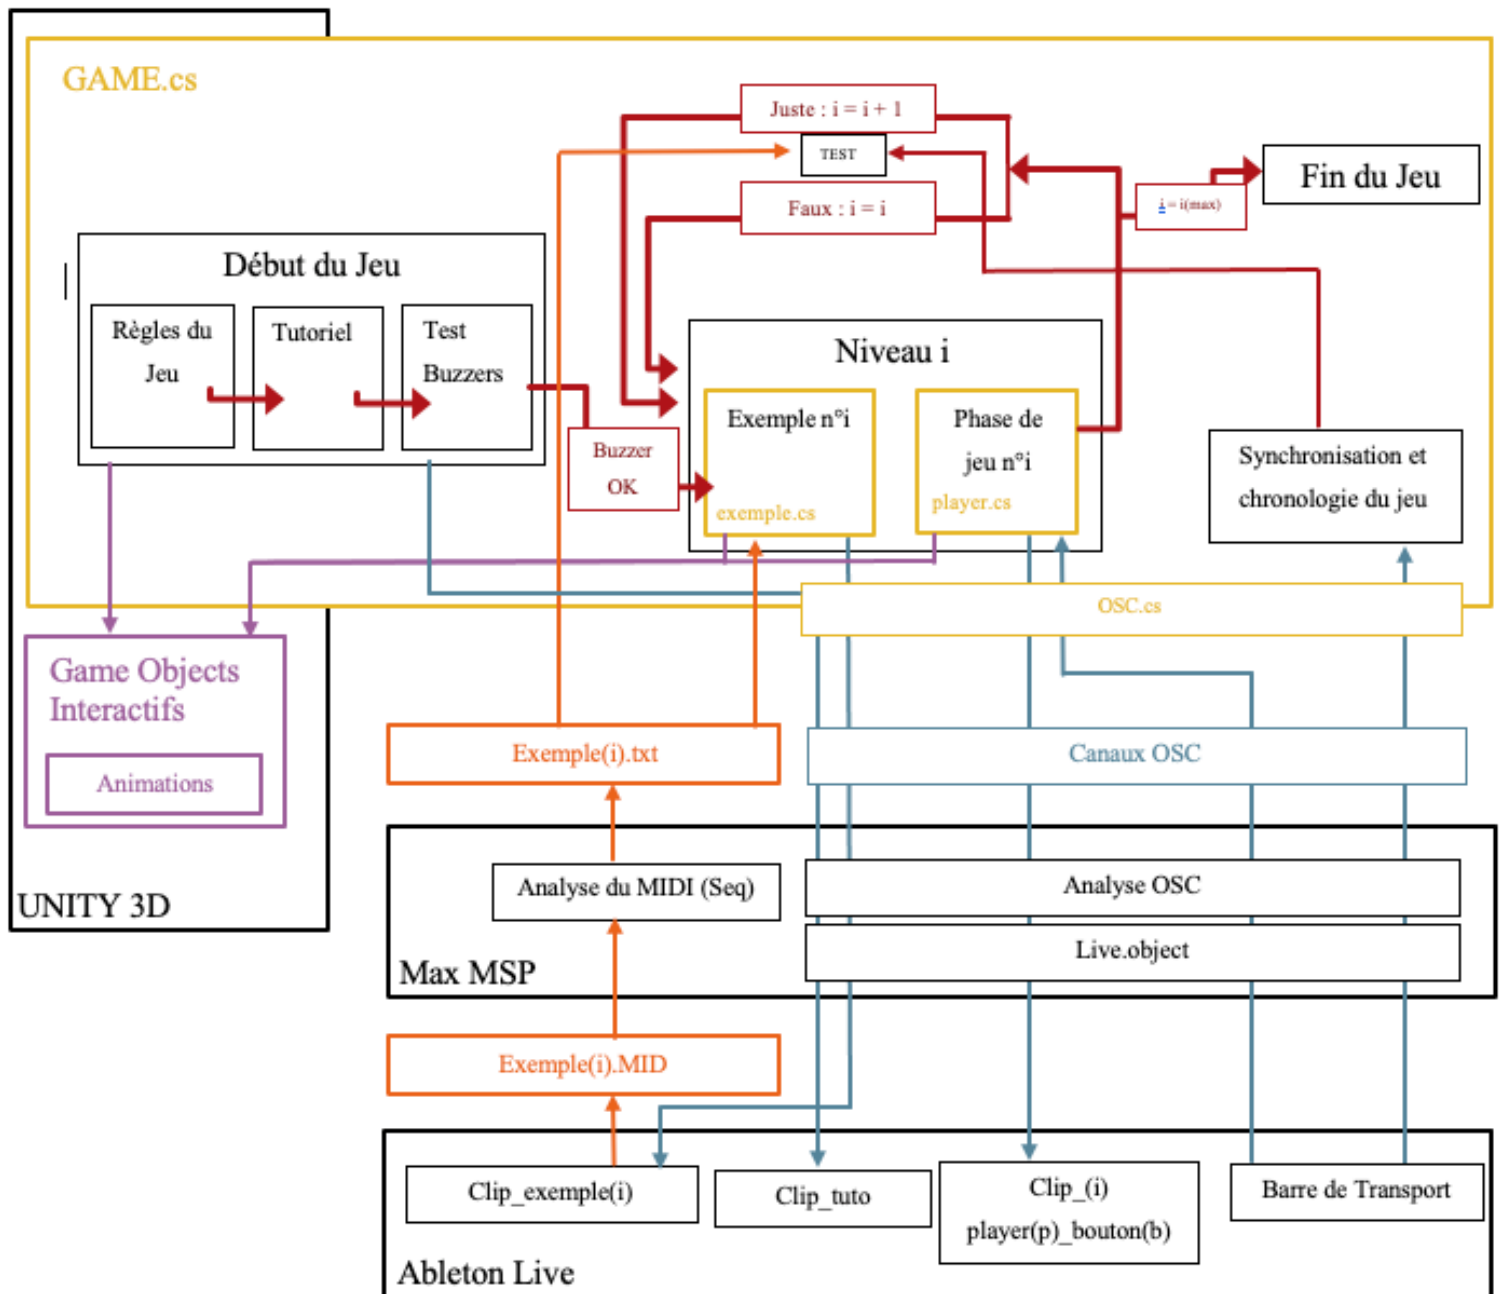 GAME.cs
Juste : i = i + 1
TEST
Faux : i = i
i = i(max)
Fin du Jeu
Début du Jeu
Règles du
Jeu
Tutoriel
Test
Buzzers
Buzzer
OK
Niveau i
Exemple n°i
exemple.cs
Phase de
jeu n°i
player.cs
Synchronisation et
chronologie du jeu
OSC.cs
Game Objects
Interactifs
Animations
UNITY 3D
Exemple(i).txt
Canaux OSC
Analyse du MIDI (Seq)
Analyse OSC
Live.object
Max MSP
Exemple(i).MID
Clip_exemple(i)
Clip_tuto
Clip_(i)
player(p)_bouton(b)
Barre de Transport
Ableton Live